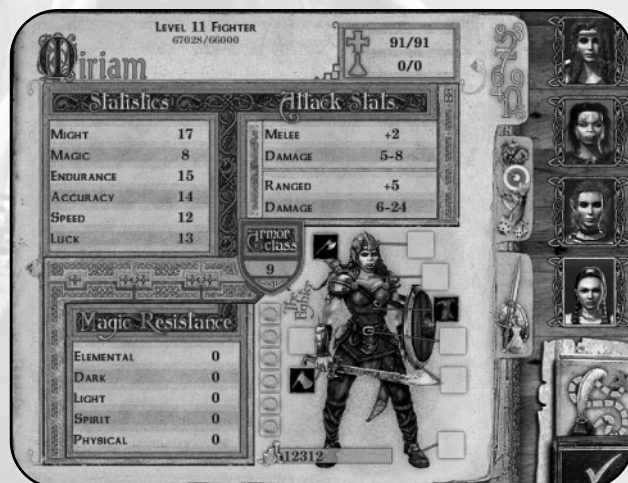 Miriam
Level 11 Fighter
67028/66000
91/91
0/0
Statistics
Might 17
Magic 8
Endurance 15
Accuracy 14
Speed 12
Luck 13
Attack Stats.
Melee +2
Damage 5-8
Ranged +5
Damage 6-24
Armor
class
9
The Fighter
Magic Resistance
Elemental 0
Dark 0
Light 0
Spirit 0
Physical 0
12312